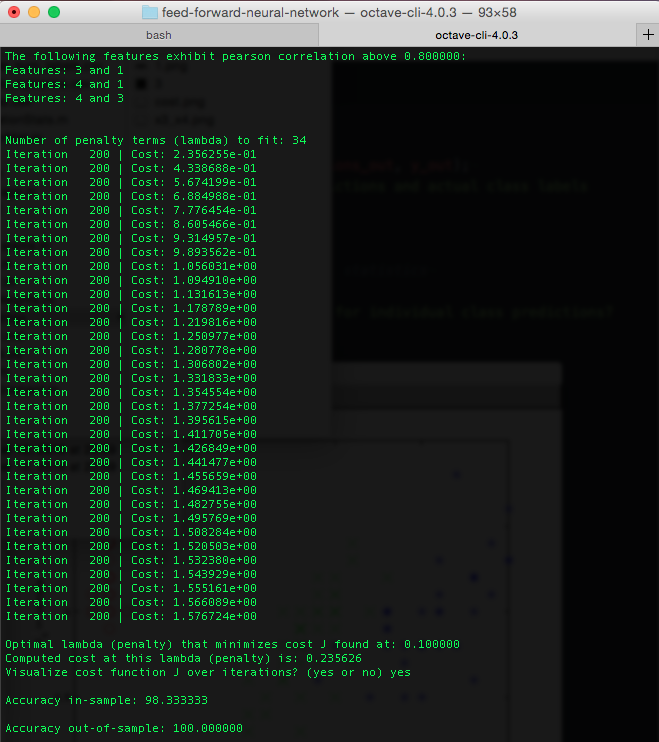 feed-forward-neural-network — octave-cli-4.0.3 — 93×58
bash
octave-cli-4.0.3
+
The following features exhibit pearson correlation above 0.800000:
Features: 3 and 1
Features: 4 and 1
Features: 4 and 3
Number of penalty terms (lambda) to fit: 34
Iteration   200 | Cost: 2.356255e-01
Iteration   200 | Cost: 4.338688e-01
Iteration   200 | Cost: 5.674199e-01
Iteration   200 | Cost: 6.884988e-01
Iteration   200 | Cost: 7.776454e-01
Iteration   200 | Cost: 8.605466e-01
Iteration   200 | Cost: 9.314957e-01
Iteration   200 | Cost: 9.893562e-01
Iteration   200 | Cost: 1.056031e+00
Iteration   200 | Cost: 1.094910e+00
Iteration   200 | Cost: 1.131613e+00
Iteration   200 | Cost: 1.178789e+00
Iteration   200 | Cost: 1.219816e+00
Iteration   200 | Cost: 1.250977e+00
Iteration   200 | Cost: 1.280778e+00
Iteration   200 | Cost: 1.306802e+00
Iteration   200 | Cost: 1.331833e+00
Iteration   200 | Cost: 1.354554e+00
Iteration   200 | Cost: 1.377254e+00
Iteration   200 | Cost: 1.395615e+00
Iteration   200 | Cost: 1.411705e+00
Iteration   200 | Cost: 1.426849e+00
Iteration   200 | Cost: 1.441477e+00
Iteration   200 | Cost: 1.455659e+00
Iteration   200 | Cost: 1.469413e+00
Iteration   200 | Cost: 1.482755e+00
Iteration   200 | Cost: 1.495769e+00
Iteration   200 | Cost: 1.508284e+00
Iteration   200 | Cost: 1.520503e+00
Iteration   200 | Cost: 1.532380e+00
Iteration   200 | Cost: 1.543929e+00
Iteration   200 | Cost: 1.555161e+00
Iteration   200 | Cost: 1.566089e+00
Iteration   200 | Cost: 1.576724e+00
Optimal lambda (penalty) that minimizes cost J found at: 0.100000
Computed cost at this lambda (penalty) is: 0.235626
Visualize cost function J over iterations? (yes or no) yes
Accuracy in-sample: 98.333333
Accuracy out-of-sample: 100.000000